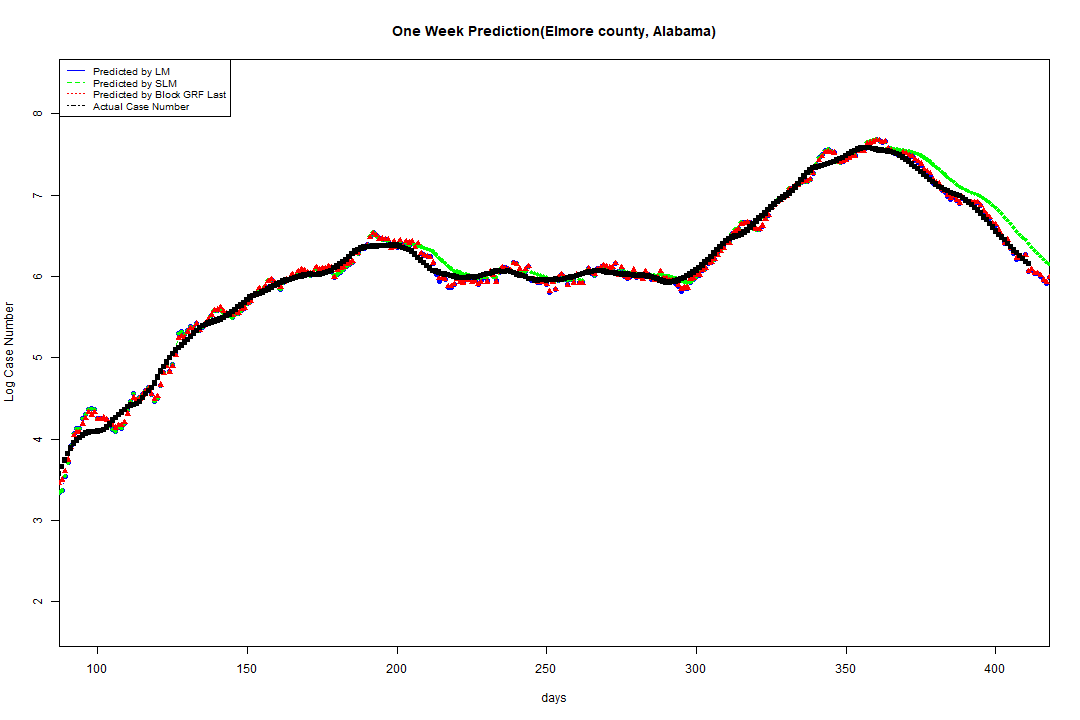 One Week Prediction(Elmore county, Alabama)
Predicted by LM
Predicted by SLM
Predicted by Block GRF Last
Actual Case Number
8
7
6
5
4
3
2
Log Case Number
100 150 200 250 300 350 400
days